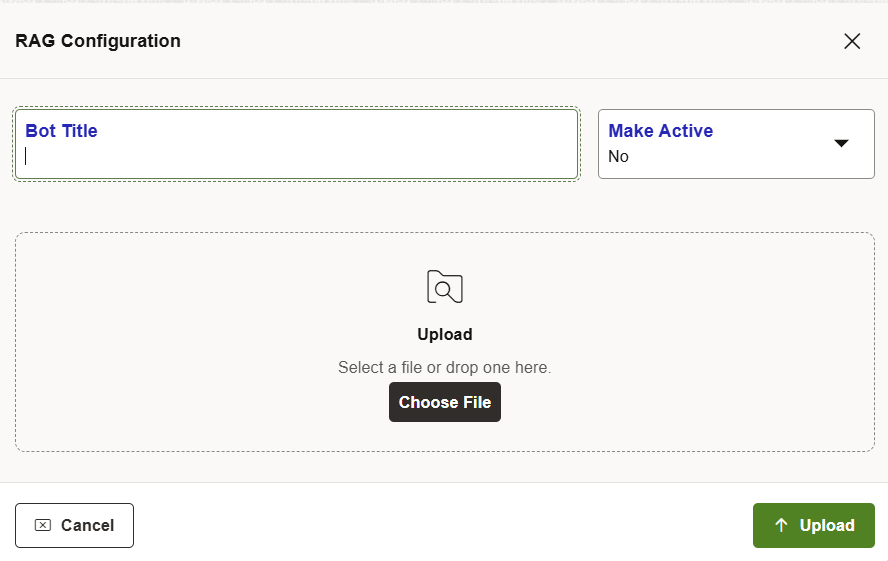 RAG Configuration
Bot Title
Make Active
No
Upload
Select a file or drop one here.
Choose File
Cancel
Upload